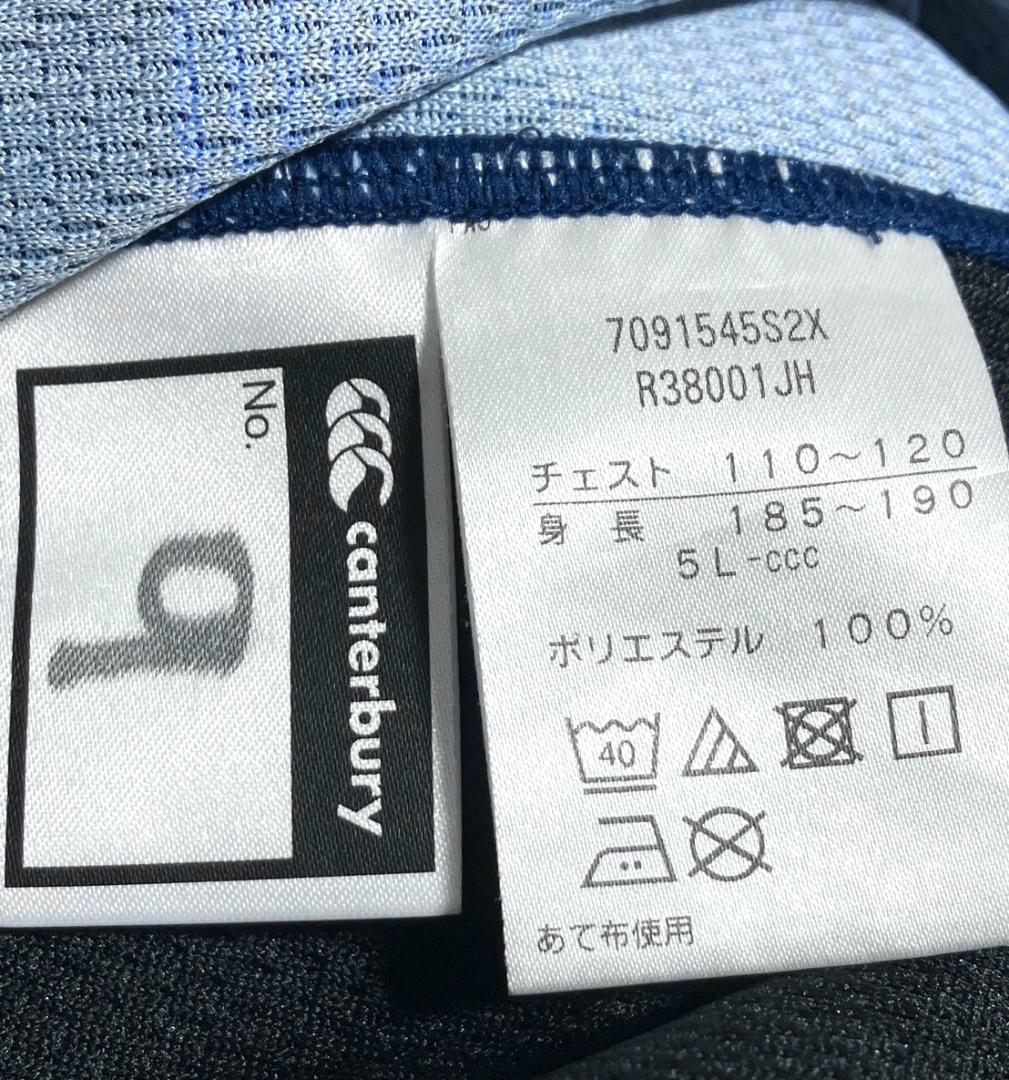 canterbury
No.
9
7091545S2X
R38001JH
チェスト 110～120
身 長 185～190
5L-ccc
ポリエステル 100%
40
あて布使用